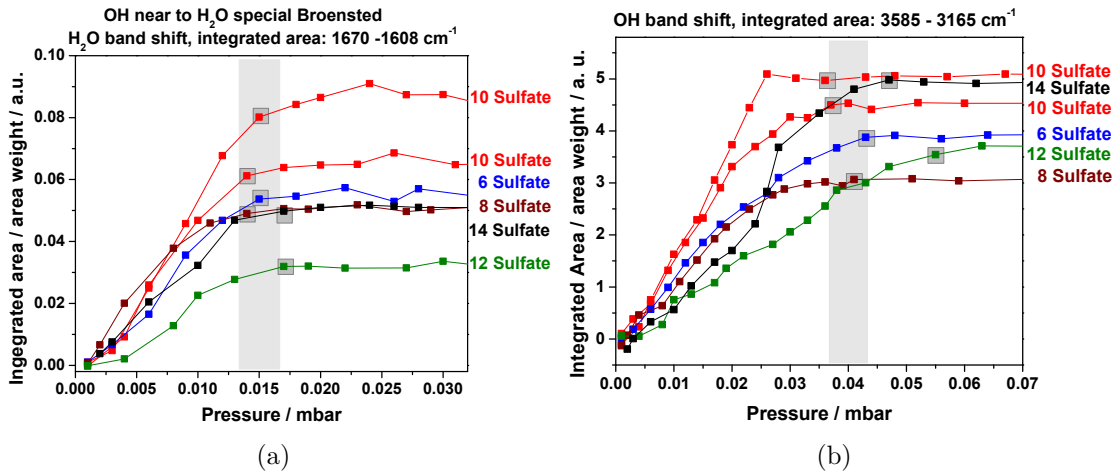 OH near to H₂O special Broensted
H₂O band shift, integrated area: 1670 -1608 cm⁻¹
Ingegrated area / area weight / a.u.
0.10
0.08
0.06
0.04
0.02
0.00
0.000 0.005 0.010 0.015 0.020 0.025 0.030
Pressure / mbar
10 Sulfate
10 Sulfate
6 Sulfate
8 Sulfate
14 Sulfate
12 Sulfate
(a)
OH band shift, integrated area: 3585 - 3165 cm⁻¹
Integrated Area / area weight / a. u.
5
4
3
2
1
0
0.00 0.01 0.02 0.03 0.04 0.05 0.06 0.07
Pressure / mbar
10 Sulfate
14 Sulfate
10 Sulfate
6 Sulfate
12 Sulfate
8 Sulfate
(b)